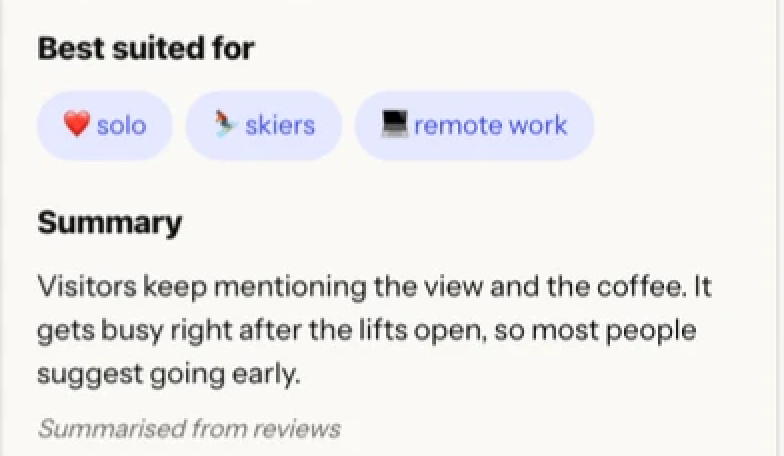 Best suited for
❤️ solo
⛷️ skiers
💻 remote work
Summary
Visitors keep mentioning the view and the coffee. It
gets busy right after the lifts open, so most people
suggest going early.
Summarised from reviews